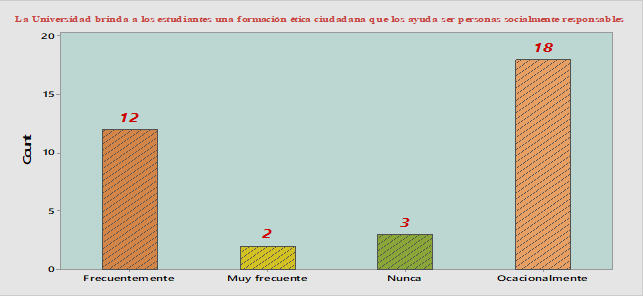 La Universidad brinda a los estudiantes una formación ética ciudadana que los ayuda ser personas socialmente responsables
20
15
10
5
0
Count
12
2
3
18
Frecuentemente
Muy frecuente
Nunca
Ocacionalmente